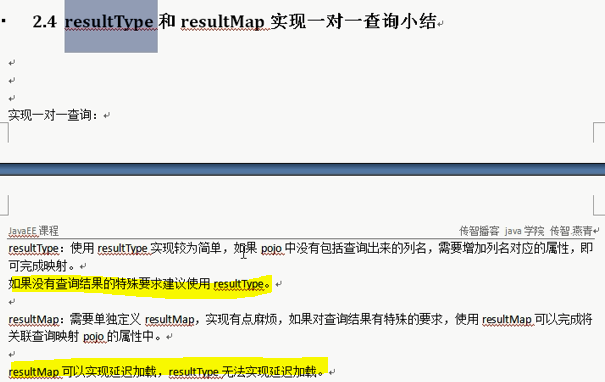 2.4 resultType 和 resultMap 实现一对一查询小结
实现一对一查询：
JavaEE 课程
传智播客 java 学院 传智.燕青
resultType：使用 resultType 实现较为简单，如果 pojo 中没有包括查询出来的列名，需要增加列名对应的属性，即
可完成映射。
如果没有查询结果的特殊要求建议使用 resultType。
resultMap：需要单独定义 resultMap，实现有点麻烦，如果对查询结果有特殊的要求，使用 resultMap 可以完成将
关联查询映射 pojo 的属性中。
resultMap 可以实现延迟加载，resultType 无法实现延迟加载。